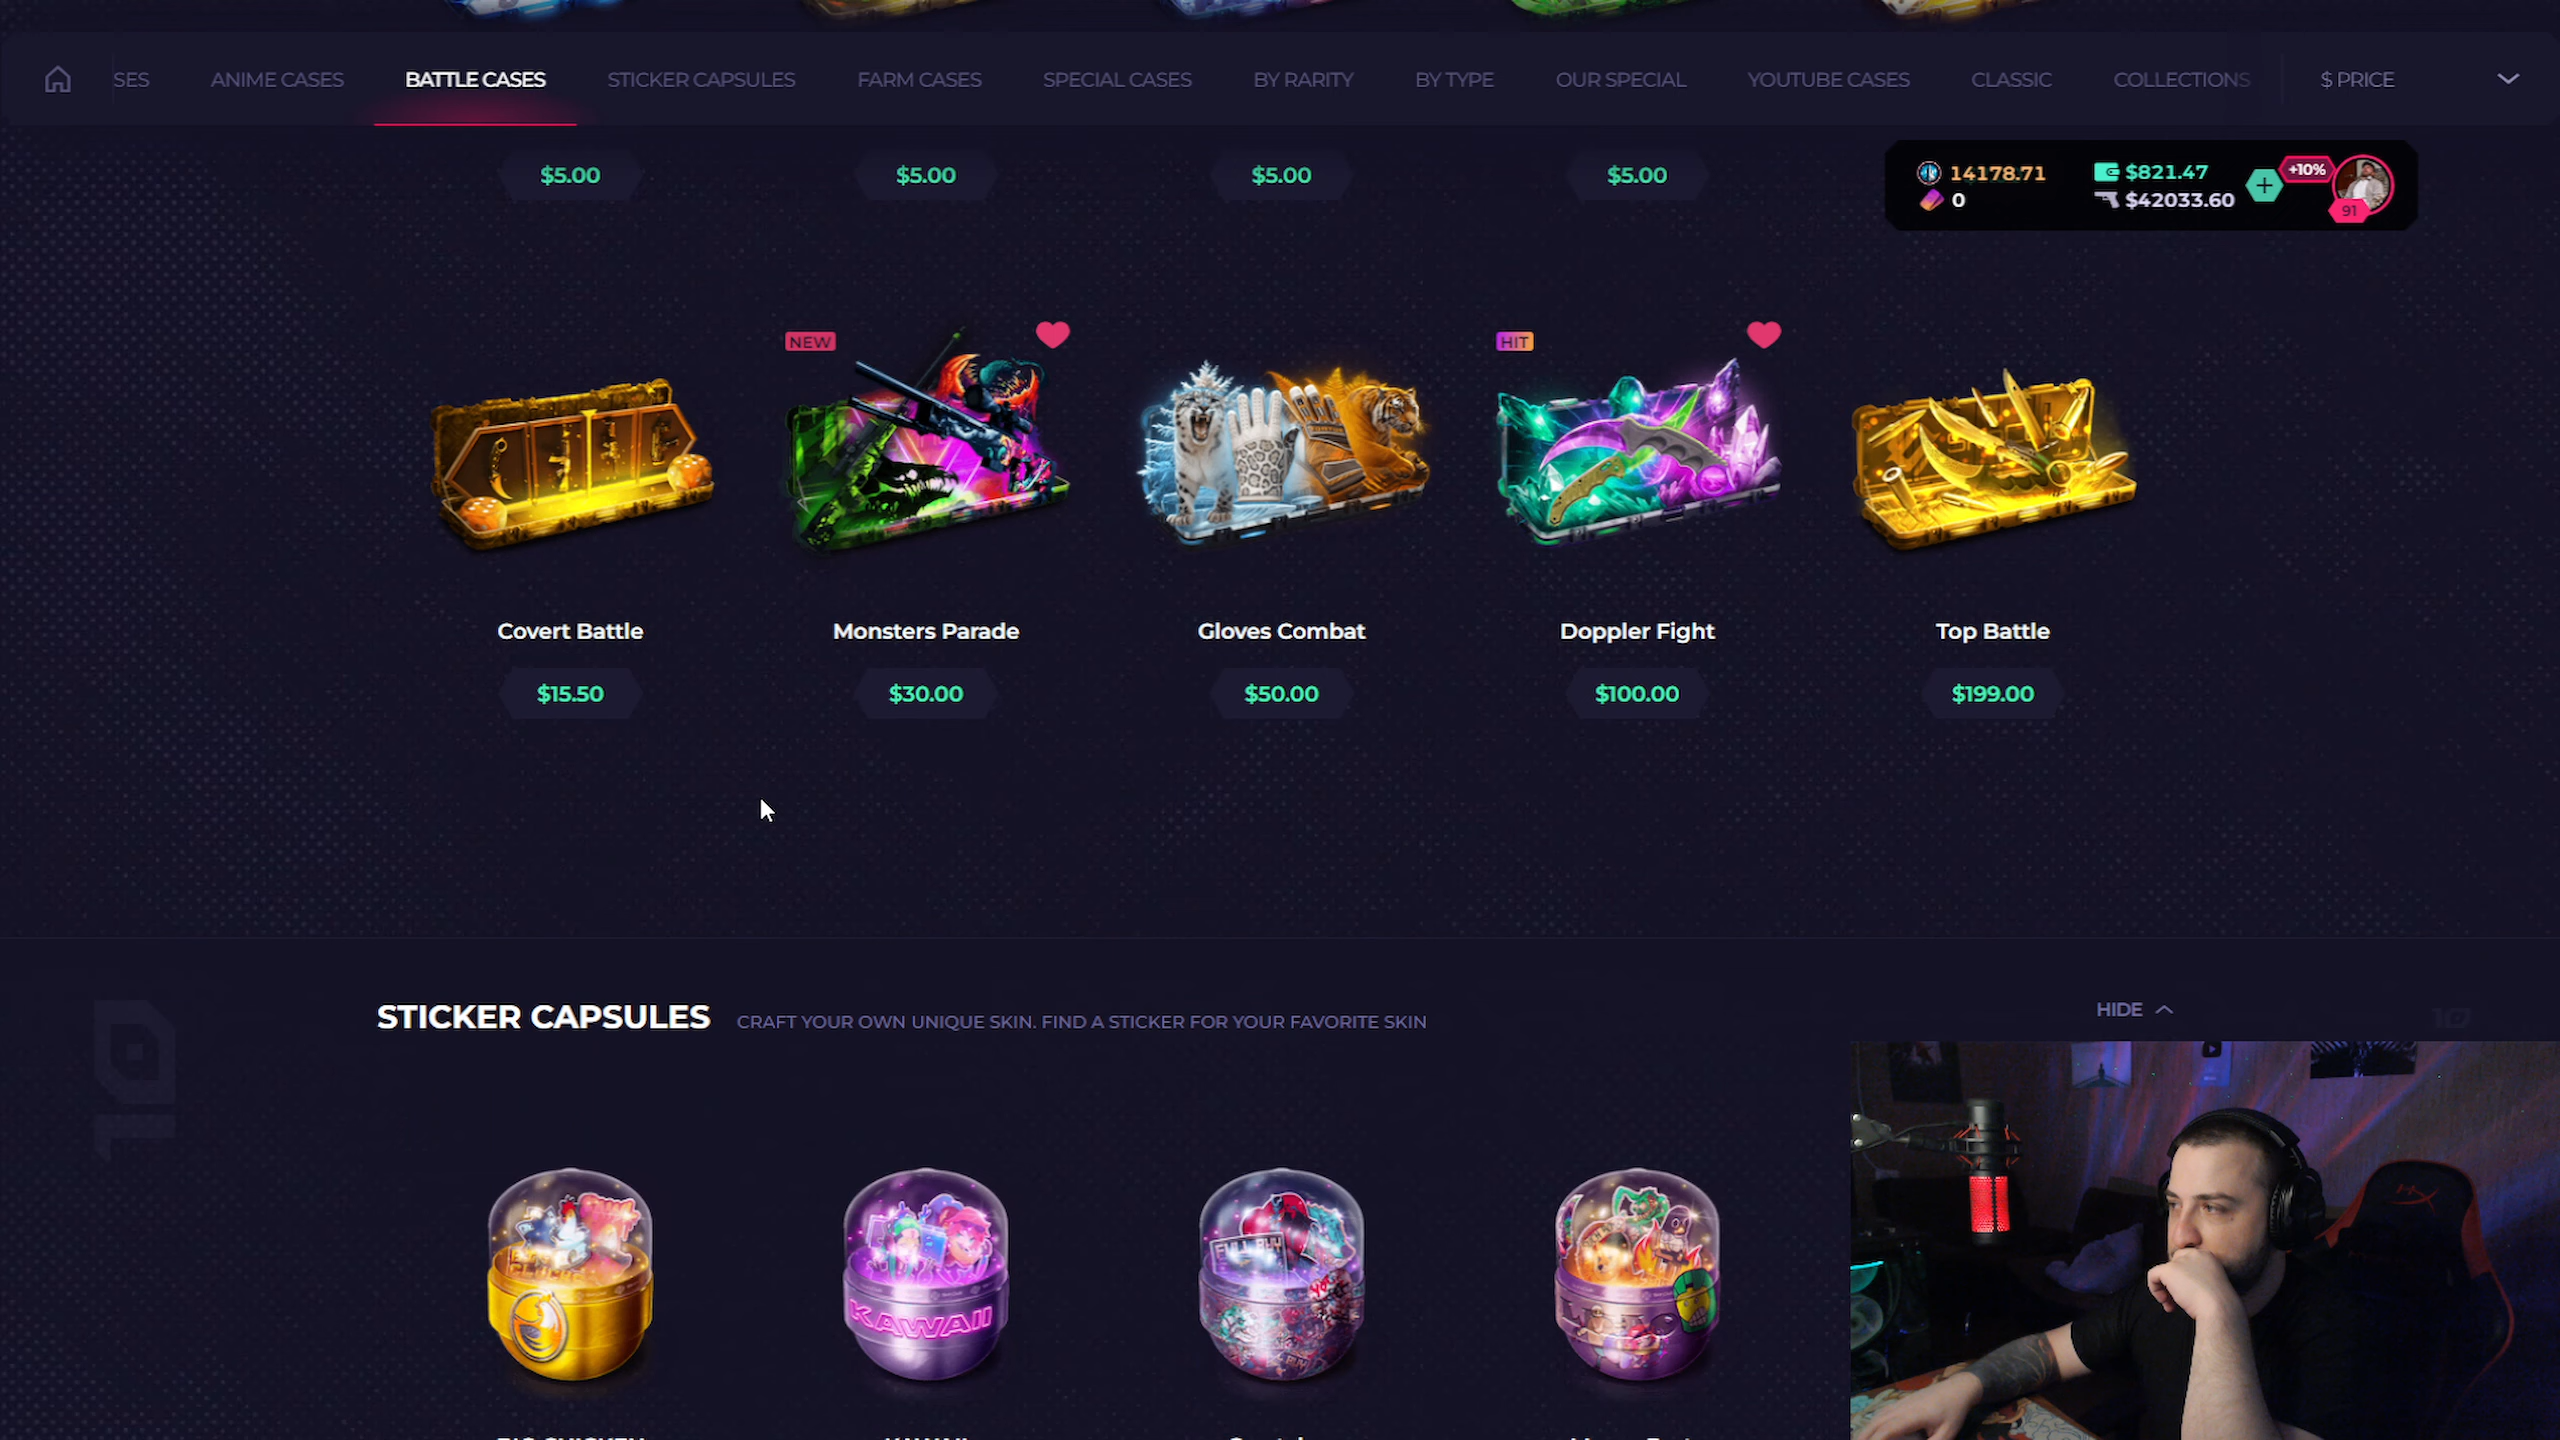 SES ANIME CASES BATTLE CASES STICKER CAPSULES FARM CASES SPECIAL CASES BY RARITY BY TYPE OUR SPECIAL YOUTUBE CASES CLASSIC COLLECTIONS $ PRICE
$5.00 $5.00 $5.00 $5.00
14178.71 $821.47 +10%
0 $42033.60 91
NEW HIT
Covert Battle Monsters Parade Gloves Combat Doppler Fight Top Battle
$15.50 $30.00 $50.00 $100.00 $199.00
STICKER CAPSULES CRAFT YOUR OWN UNIQUE SKIN. FIND A STICKER FOR YOUR FAVORITE SKIN HIDE
10 10
FULL BUY
KAWAII